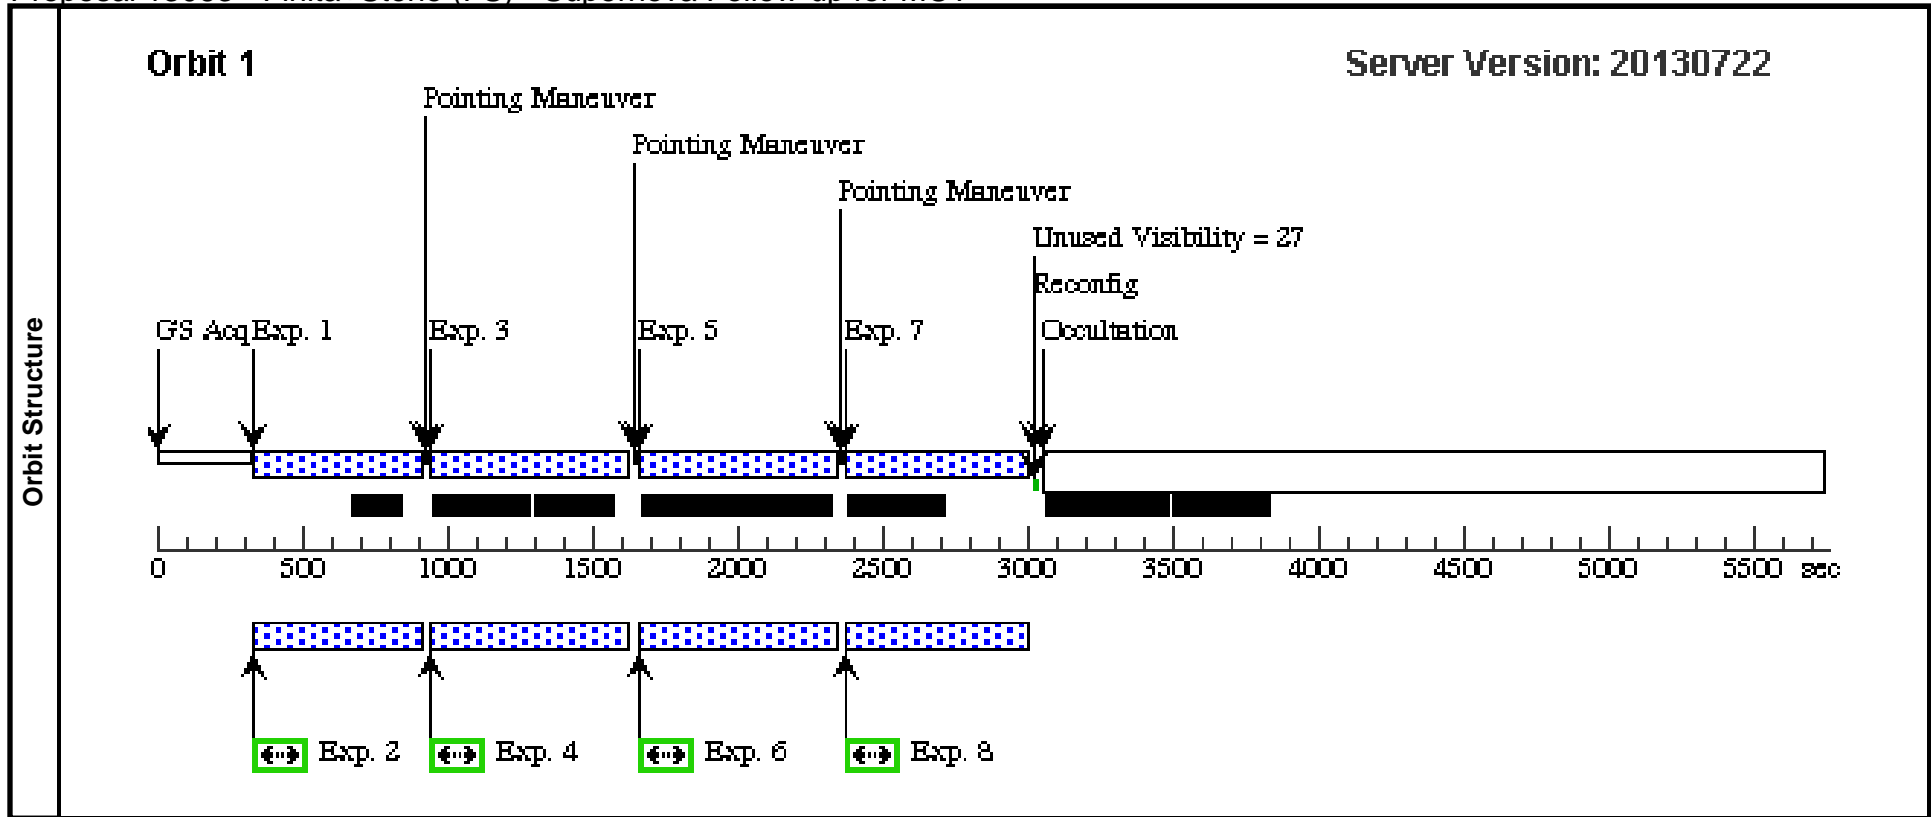 Orbit 1
Server Version: 20130722
Pointing Maneuver
Pointing Maneuver
Pointing Maneuver
Unused Visibility = 27
Reconfig
GS Acq Exp. 1 Exp. 3 Exp. 5 Exp. 7 Occultation
Orbit Structure
0 500 1000 1500 2000 2500 3000 3500 4000 4500 5000 5500 sec
Exp. 2 Exp. 4 Exp. 6 Exp. 8